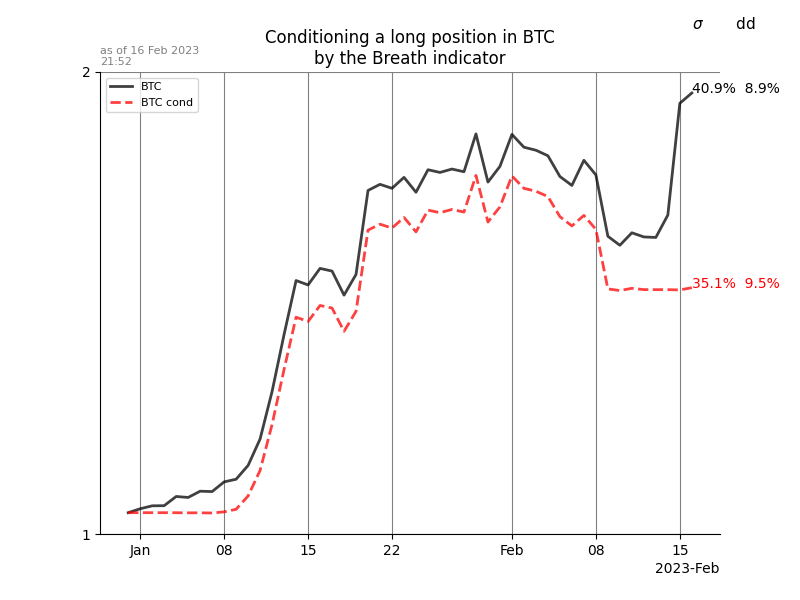 σ dd
Conditioning a long position in BTC
by the Breath indicator
as of 16 Feb 2023
21:52
2
BTC
BTC cond
40.9% 8.9%
35.1% 9.5%
1
Jan 08 15 22 Feb 08 15
2023-Feb